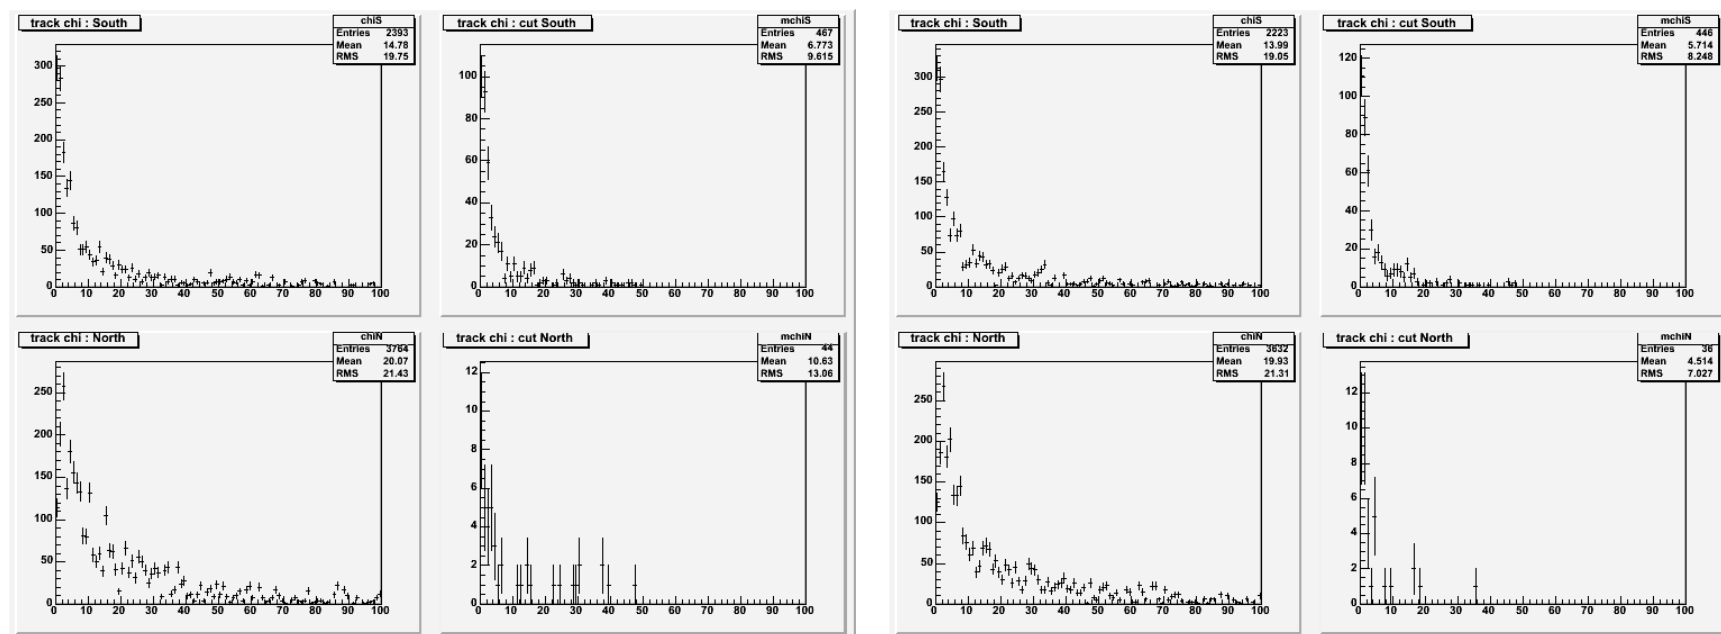 track chi : South
chiS
Entries 2393
Mean 14.78
RMS 19.75
300
250
200
150
100
50
0
0 10 20 30 40 50 60 70 80 90 100
track chi : cut South
mchiS
Entries 467
Mean 6.773
RMS 9.615
100
80
60
40
20
0
0 10 20 30 40 50 60 70 80 90 100
track chi : South
chiS
Entries 2223
Mean 13.99
RMS 19.05
300
250
200
150
100
50
0
0 10 20 30 40 50 60 70 80 90 100
track chi : cut South
mchiS
Entries 446
Mean 5.714
RMS 8.248
120
100
80
60
40
20
0
0 10 20 30 40 50 60 70 80 90 100
track chi : North
chiN
Entries 3764
Mean 20.07
RMS 21.43
250
200
150
100
50
0
0 10 20 30 40 50 60 70 80 90 100
track chi : cut North
mchiN
Entries 44
Mean 10.63
RMS 13.06
12
10
8
6
4
2
0
0 10 20 30 40 50 60 70 80 90 100
track chi : North
chiN
Entries 3632
Mean 19.93
RMS 21.31
250
200
150
100
50
0
0 10 20 30 40 50 60 70 80 90 100
track chi : cut North
mchiN
Entries 36
Mean 4.514
RMS 7.027
12
10
8
6
4
2
0
0 10 20 30 40 50 60 70 80 90 100